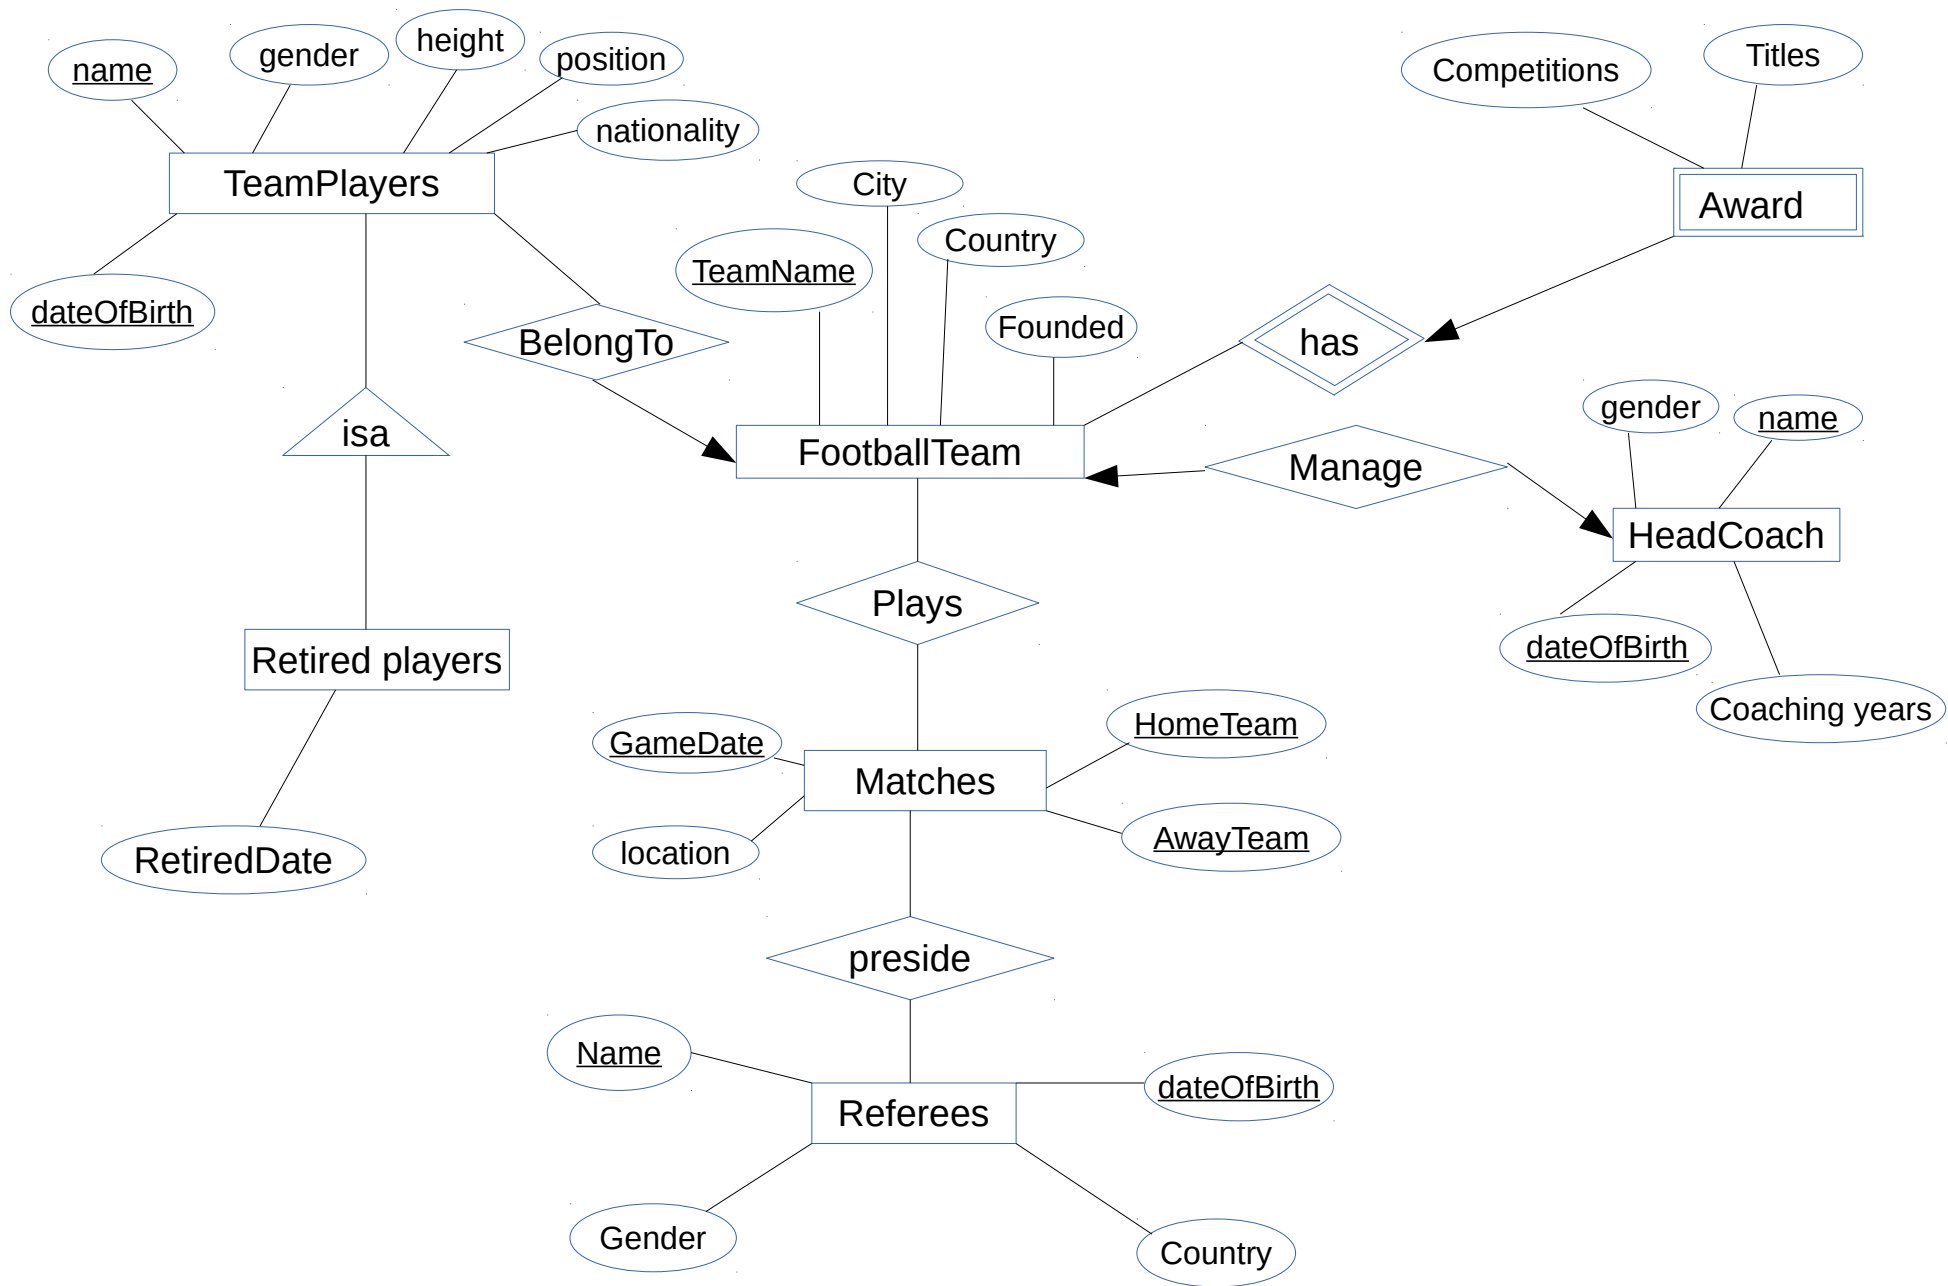 name
gender
height
position
nationality
Competitions
Titles
TeamPlayers
City
Award
Country
TeamName
dateOfBirth
Founded
BelongTo
has
gender
name
isa
FootballTeam
Manage
HeadCoach
Plays
dateOfBirth
Retired players
Coaching years
GameDate
HomeTeam
Matches
location
AwayTeam
RetiredDate
preside
Name
dateOfBirth
Referees
Gender
Country